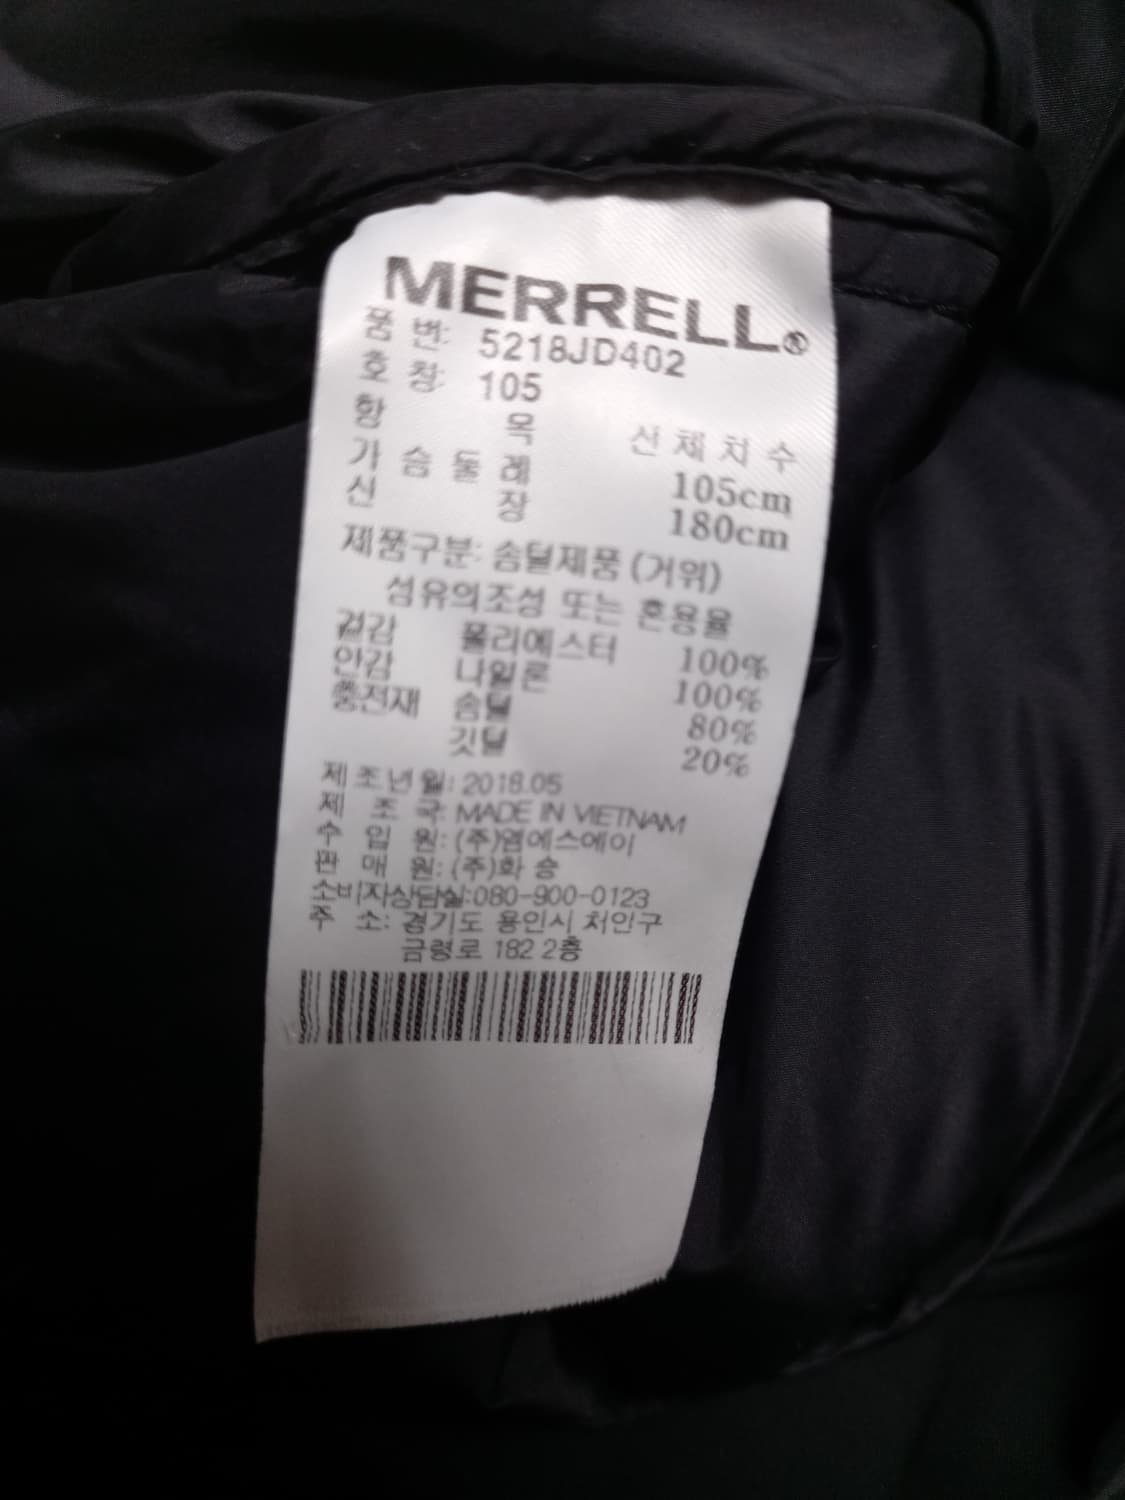 MERRELL®
품 번: 5218JD402
호 칭: 105
항 목 신체치수
가 슴 둘 레 105cm
신 장 180cm
제품구분: 솜털제품 (거위)
섬유의조성 또는 혼용율
겉감 폴리에스터 100%
안감 나일론 100%
충전재 솜털 80%
깃털 20%
제조년월: 2018.05
제 조 국: MADE IN VIETNAM
수 입 원: (주)엠에스에이
판 매 원: (주)화 승
소비자상담실:080-900-0123
주 소: 경기도 용인시 처인구
금령로 182 2층